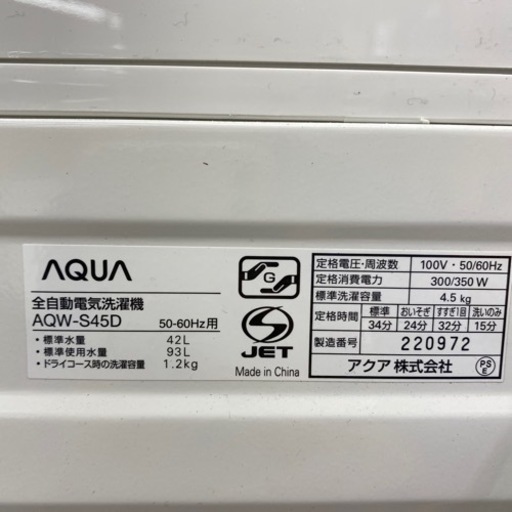 AQUA
全自動電気洗濯機
AQW-S45D 50-60Hz用
・標準水量 42L
・標準使用水量 93L
・ドライコース時の洗濯容量 1.2kg
G
JET
Made in China
定格電圧・周波数 100V・50/60Hz
定格消費電力 300/350W
標準洗濯容量 4.5kg
定格時間 標準 おいそぎ すすぎ1回 洗いのみ
34分 24分 32分 15分
製造番号 220972
アクア株式会社
PS
E